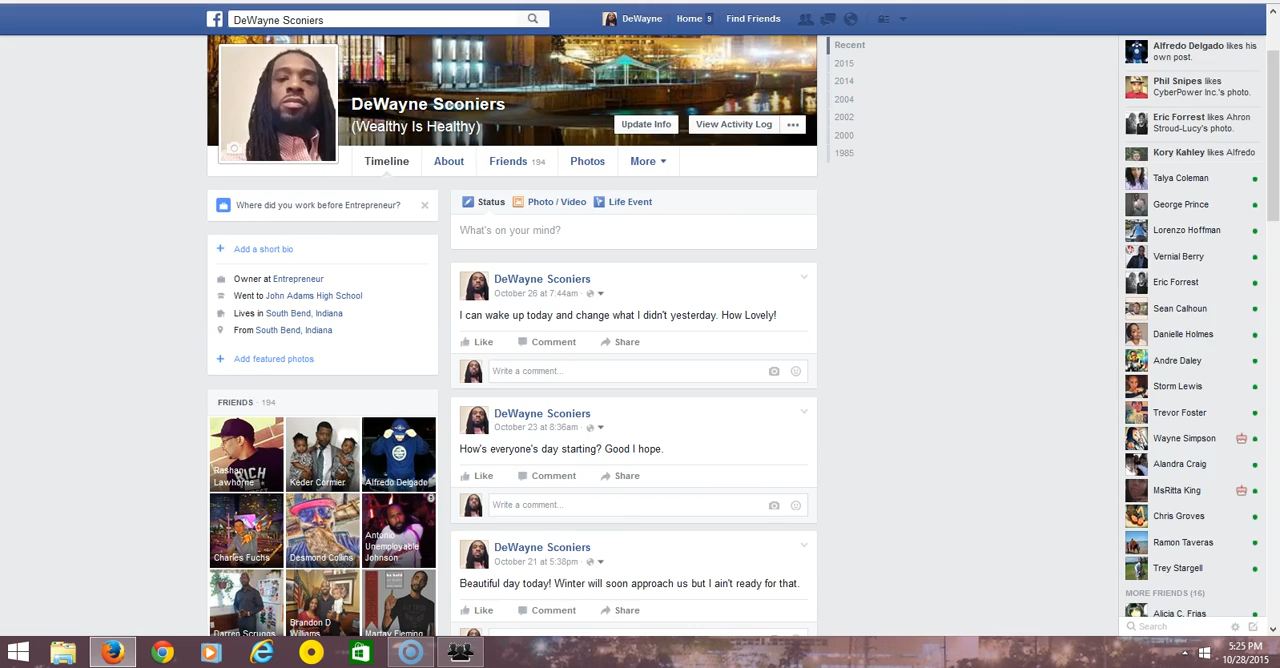 DeWayne Sconiers
DeWayne
Home 9
Find Friends
DeWayne Sconiers
(Wealthy Is Healthy)
Update Info
View Activity Log
Timeline
About
Friends 194
Photos
More
Recent
2015
2014
2004
2002
2000
1985
Where did you work before Entrepreneur?
Add a short bio
Owner at Entrepreneur
Went to John Adams High School
Lives in South Bend, Indiana
From South Bend, Indiana
Add featured photos
FRIENDS · 194
RICH
Rashan
Lawhorne
Keder Cormier
Alfredo Delgado
Charles Fuchs
Desmond Collins
Antonio
Unemployable
Johnson
Darren Scruggs
Brandon D
Williams
Martay Fleming
Status
Photo / Video
Life Event
What's on your mind?
DeWayne Sconiers
October 26 at 7:44am ·
I can wake up today and change what I didn't yesterday. How Lovely!
Like
Comment
Share
Write a comment...
DeWayne Sconiers
October 23 at 8:36am ·
How's everyone's day starting? Good I hope.
Like
Comment
Share
Write a comment...
DeWayne Sconiers
October 21 at 5:38pm ·
Beautiful day today! Winter will soon approach us but I ain't ready for that.
Like
Comment
Share
Alfredo Delgado likes his
own post.
Phil Snipes likes
CyberPower Inc.'s photo.
Eric Forrest likes Ahron
Stroud-Lucy's photo.
Kory Kahley likes Alfredo
Talya Coleman
George Prince
Lorenzo Hoffman
Vernial Berry
Eric Forrest
Sean Calhoun
Danielle Holmes
Andre Daley
Storm Lewis
Trevor Foster
Wayne Simpson
Alandra Craig
MsRitta King
Chris Groves
Ramon Taveras
Trey Stargell
MORE FRIENDS (16)
Alicia C. Frias
Search
5:25 PM
10/28/2015